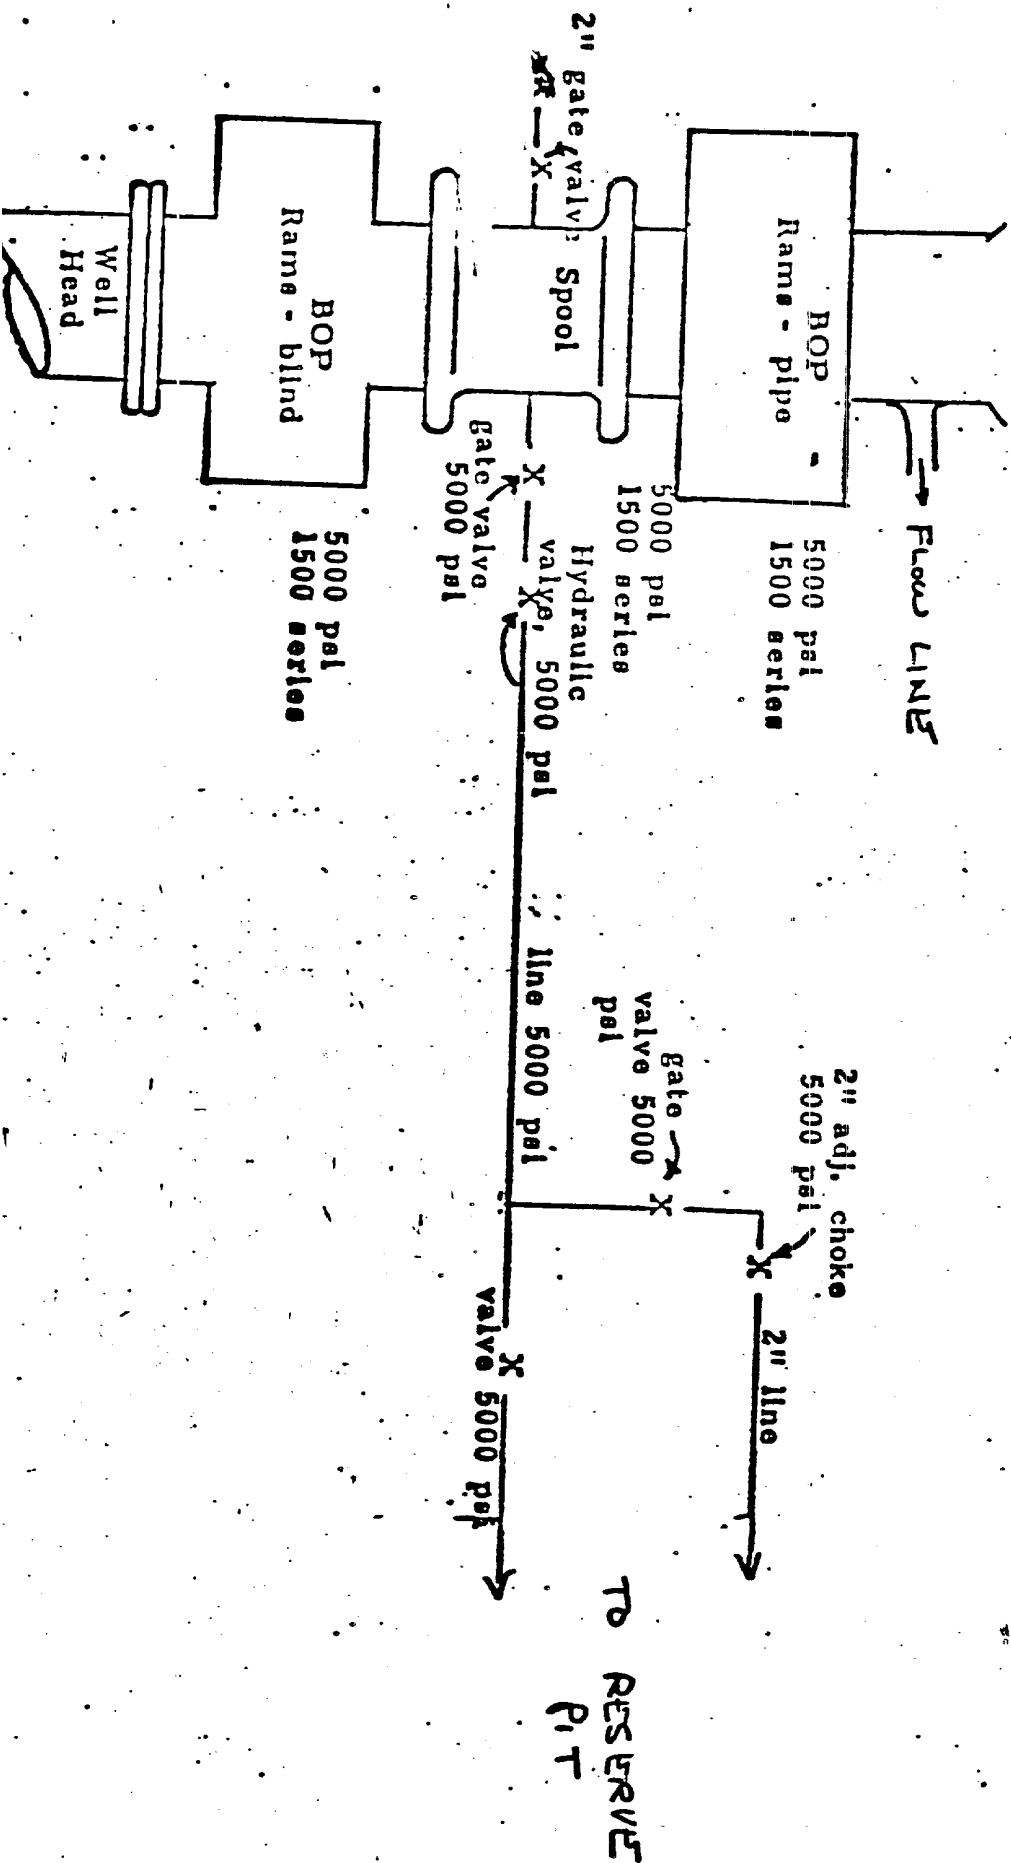 FLOW LINE
BOP
Rams - pipe
5000 psi
1500 series
2" gate valve
Spool
5000 psi
1500 series
Hydraulic
valve, 5000 psi
gate valve
5000 psi
line 5000 psi
2" adj. choke
5000 psi
gate
valve 5000
psi
2" line
valve 5000 psi
TO RESERVE
PIT
BOP
Rams - blind
5000 psi
1500 series
Well
Head